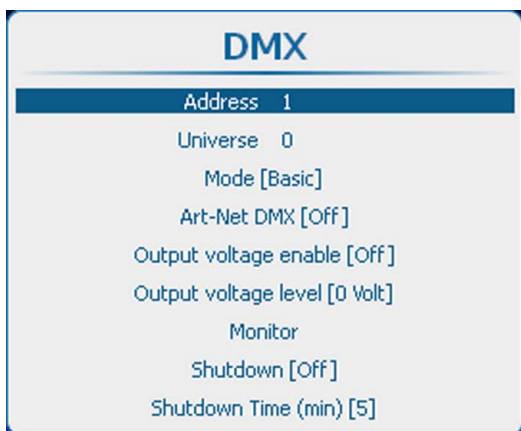 DMX
Address 1
Universe 0
Mode [Basic]
Art-Net DMX [Off]
Output voltage enable [Off]
Output voltage level [0 Volt]
Monitor
Shutdown [Off]
Shutdown Time (min) [5]